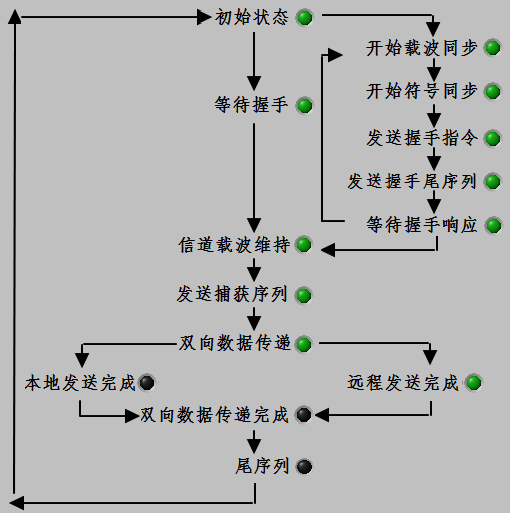 初始状态
开始载波同步
开始符号同步
等待握手
发送握手指令
发送握手尾序列
等待握手响应
信道载波维持
发送捕获序列
双向数据传递
本地发送完成
远程发送完成
双向数据传递完成
尾序列